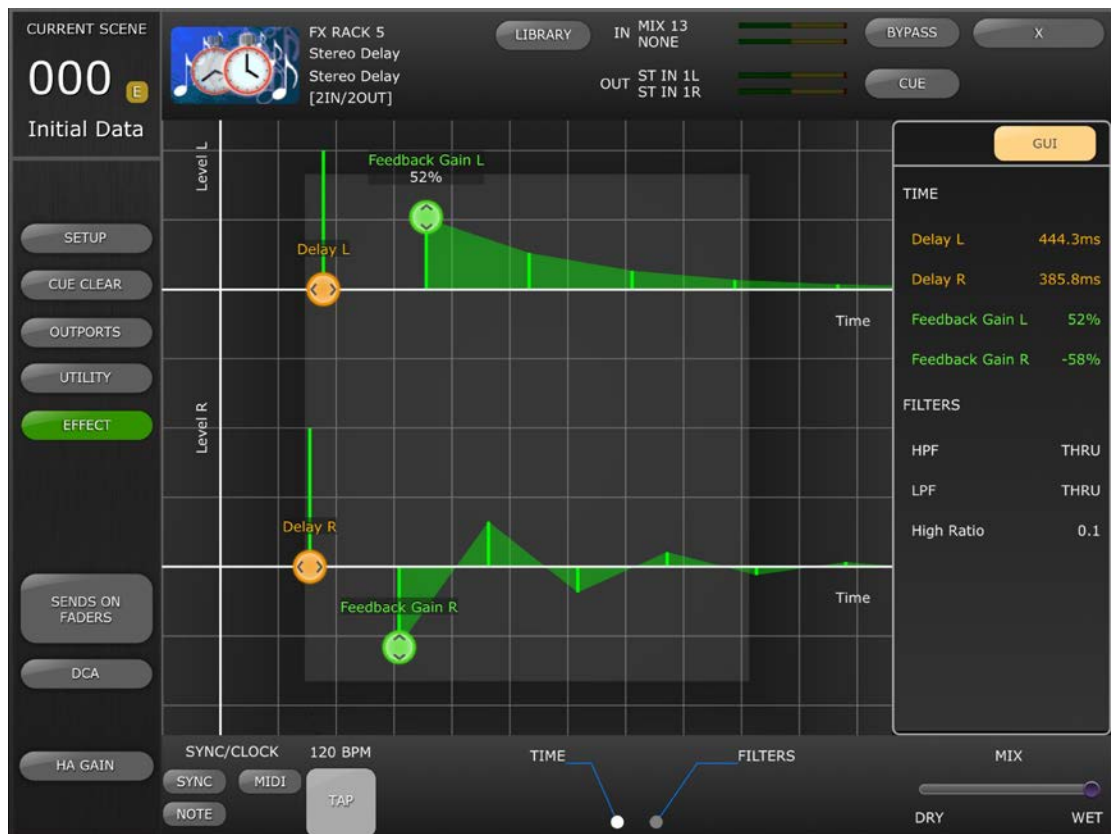 CURRENT SCENE
000 E
Initial Data
SETUP
CUE CLEAR
OUTPORTS
UTILITY
EFFECT
SENDS ON
FADERS
DCA
HA GAIN
FX RACK 5
Stereo Delay
Stereo Delay
[2IN/2OUT]
LIBRARY
IN MIX 13
NONE
OUT ST IN 1L
ST IN 1R
BYPASS
X
CUE
Level L
Feedback Gain L
52%
Delay L
Time
Level R
Delay R
Feedback Gain R
Time
GUI
TIME
Delay L 444.3ms
Delay R 385.8ms
Feedback Gain L 52%
Feedback Gain R -58%
FILTERS
HPF THRU
LPF THRU
High Ratio 0.1
SYNC/CLOCK 120 BPM
SYNC MIDI
NOTE
TAP
TIME
FILTERS
MIX
DRY WET